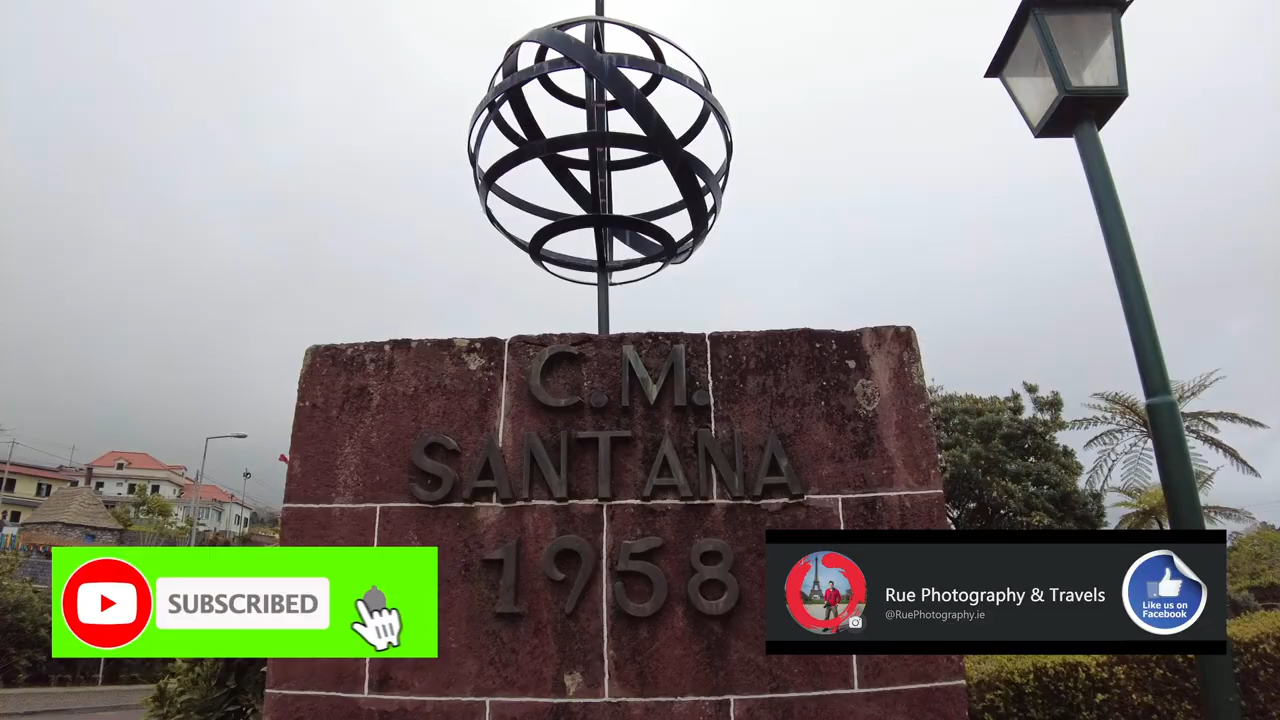 C.M.
SANTANA
1958
SUBSCRIBED
Rue Photography & Travels
@RuePhotography.ie
Like us on
Facebook